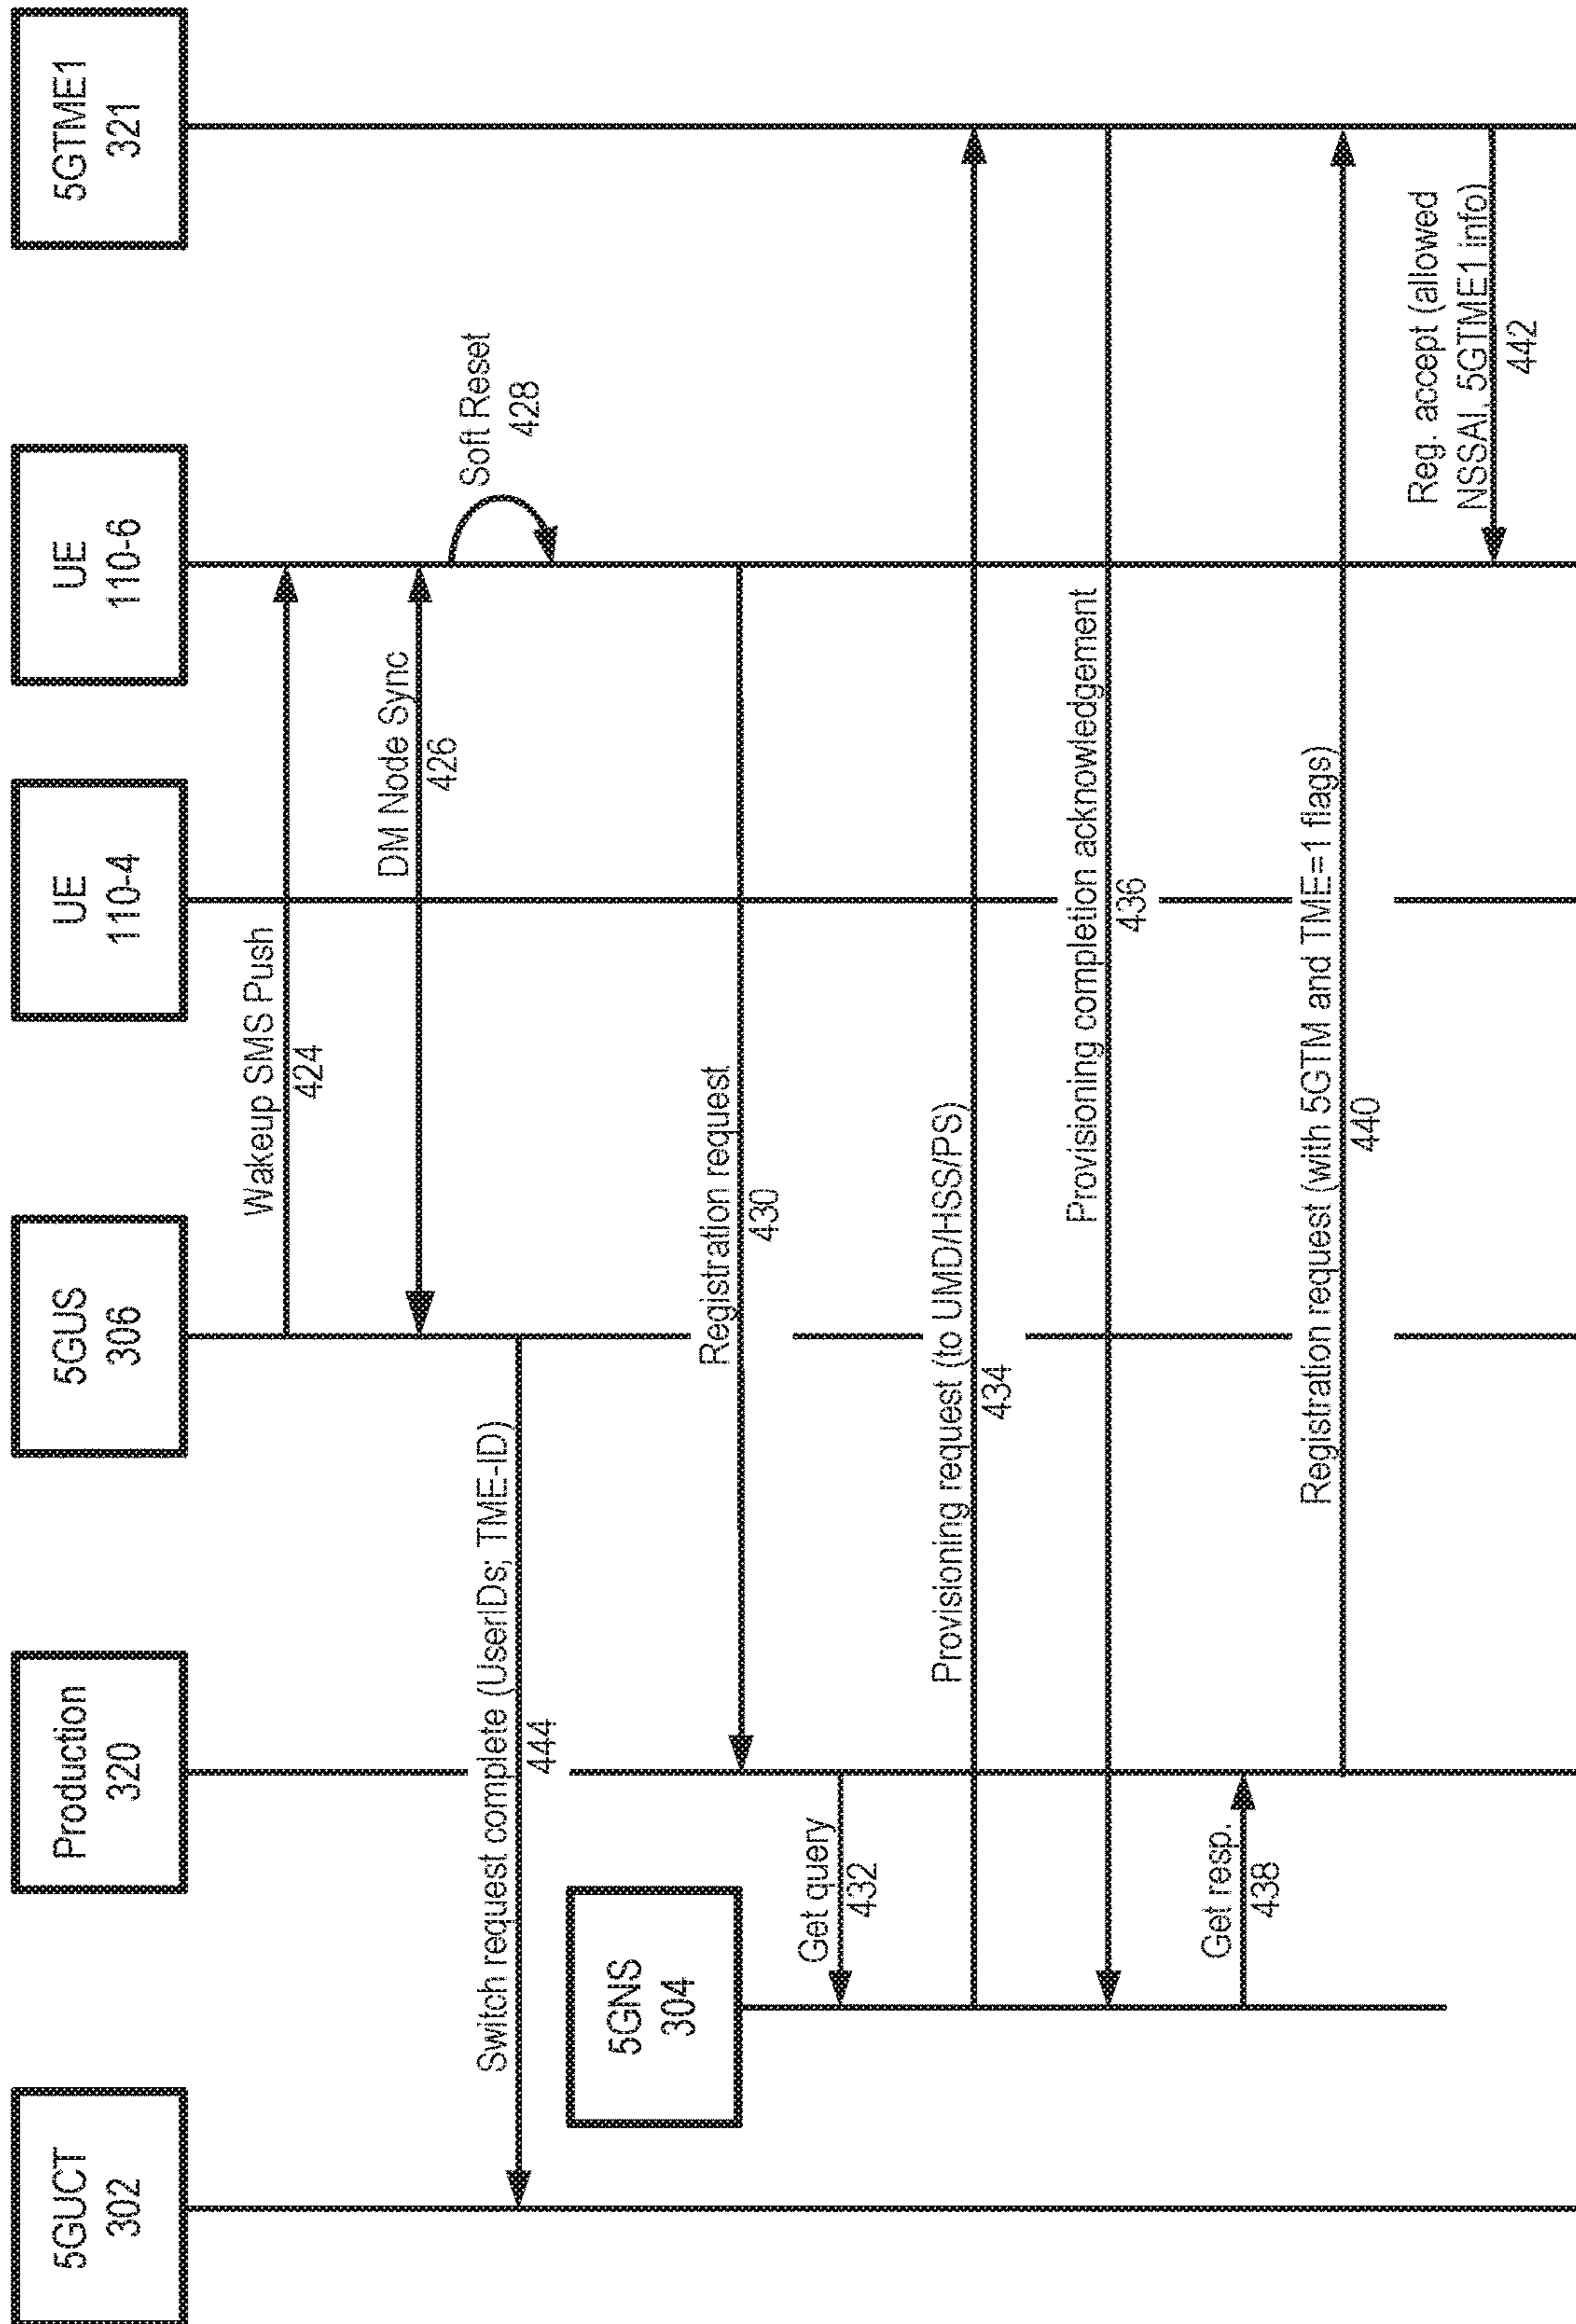 5GUCT
302
Production
320
5GUS
306
UE
110-4
UE
110-6
5GTME1
321
Wakeup SMS Push
424
DM Node Sync
426
Soft Reset
428
Switch request complete (UserIDs; TME-ID)
444
5GNS
304
Registration request
430
Get query
432
Provisioning request (to UMD/HSS/PS)
434
Provisioning completion acknowledgement
436
Get resp.
438
Registration request (with 5GTM and TME=1 flags)
440
Reg. accept (allowed
NSSAI, 5GTME1 info)
442